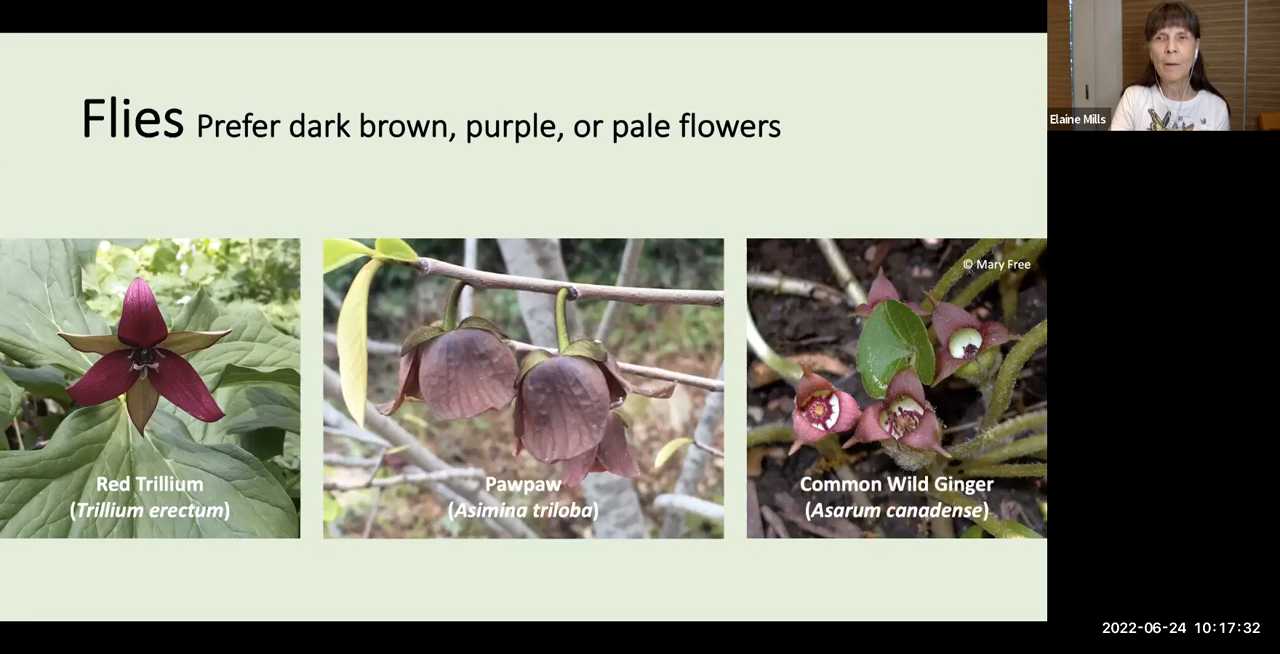 Flies Prefer dark brown, purple, or pale flowers
Elaine Mills
© Mary Free
Red Trillium
(Trillium erectum)
Pawpaw
(Asimina triloba)
Common Wild Ginger
(Asarum canadense)
2022-06-24 10:17:32